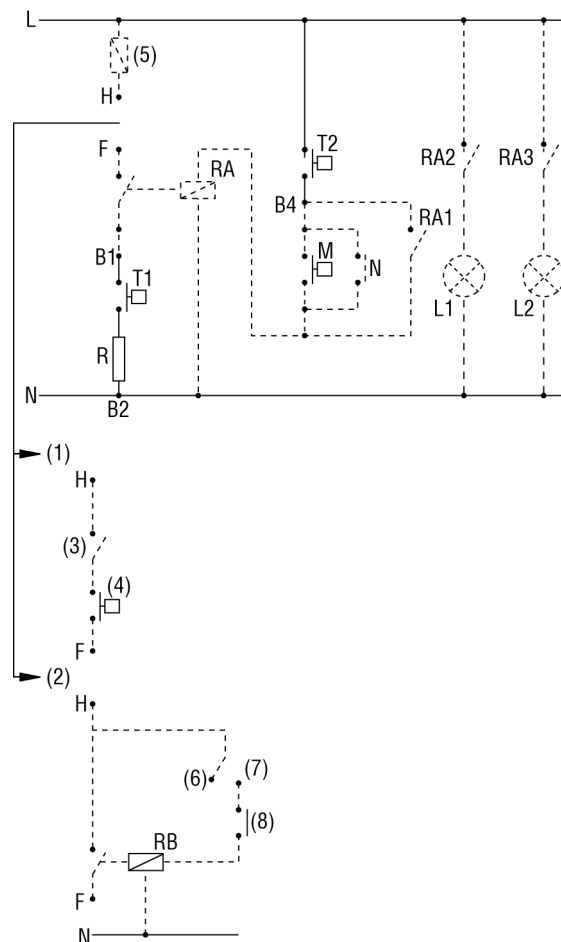 L
(5)
H
F
RA
T2
RA2
RA3
B4
RA1
B1
M
N
T1
L1
L2
R
N
B2
(1)
H
(3)
(4)
F
(2)
H
(6)
(7)
(8)
RB
F
N